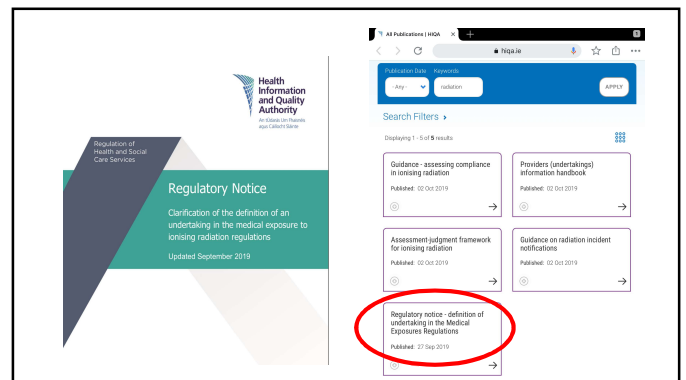 Health
Information
and Quality
Authority
An tÚdarás Um Fhaisnéis
agus Cáilíocht Sláinte
Regulation of
Health and Social
Care Services
Regulatory Notice
Clarification of the definition of an
undertaking in the medical exposure to
ionising radiation regulations
Updated September 2019
All Publications | HIQA
hiqa.ie
Publication Date Keywords
- Any - radiation APPLY
Search Filters
Displaying 1 - 5 of 5 results
Guidance - assessing compliance
in ionising radiation
Published: 02 Oct 2019
Providers (undertakings)
information handbook
Published: 02 Oct 2019
Assessment-judgment framework
for ionising radiation
Published: 02 Oct 2019
Guidance on radiation incident
notifications
Published: 02 Oct 2019
Regulatory notice - definition of
undertaking in the Medical
Exposures Regulations
Published: 27 Sep 2019